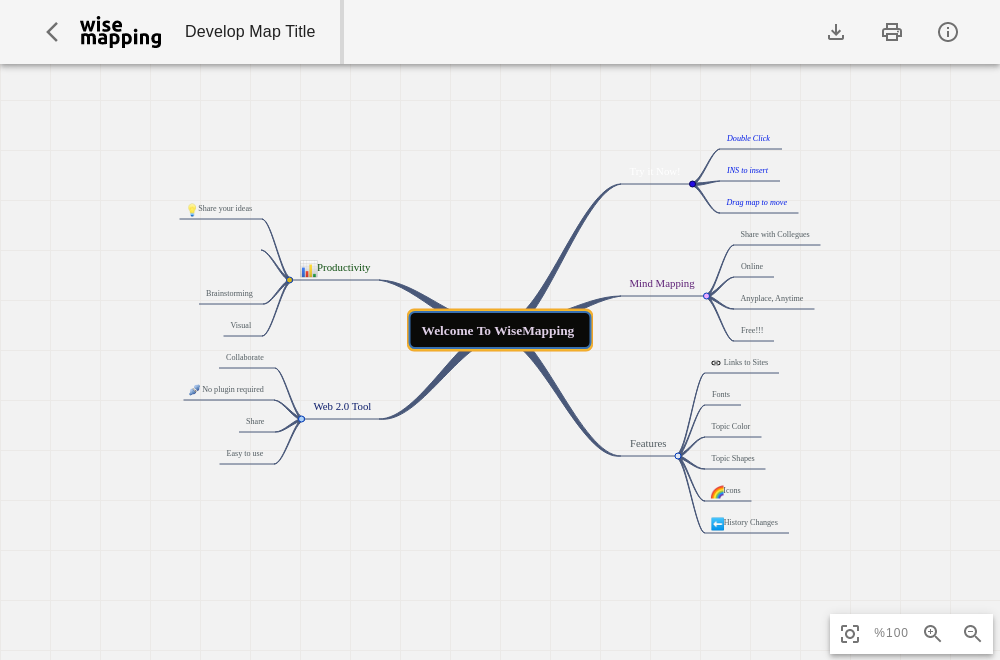 wise
mapping
Develop Map Title
Double Click
INS to insert
Drag map to move
Try it Now!
Share with Collegues
Online
Anyplace, Anytime
Free!!!
Mind Mapping
Share your ideas
Brainstorming
Visual
Productivity
Welcome To WiseMapping
Collaborate
No plugin required
Share
Easy to use
Web 2.0 Tool
Links to Sites
Fonts
Topic Color
Topic Shapes
Icons
History Changes
Features
%100